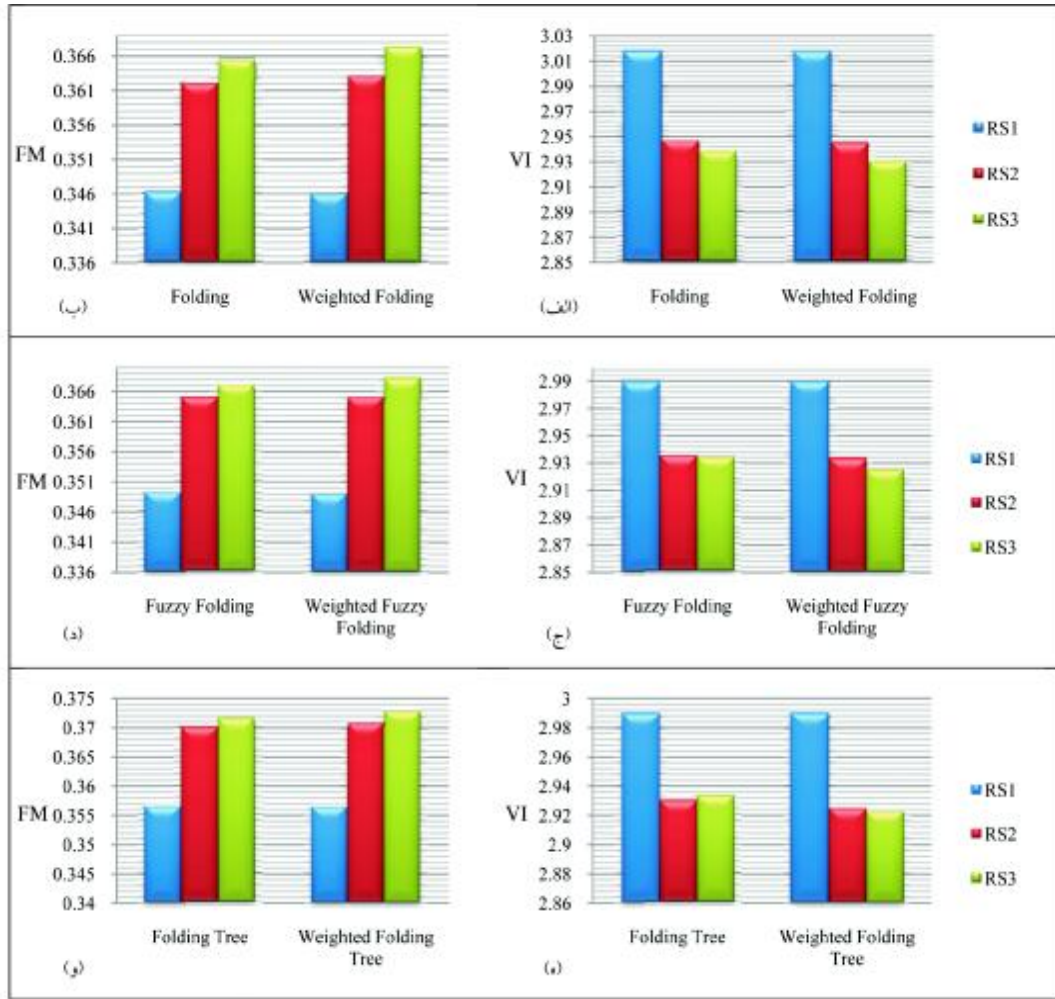 0.366
0.361
0.356
0.351
0.346
0.341
0.336
FM
Folding
Weighted Folding
(ب)
3.03
3.01
2.99
2.97
2.95
2.93
2.91
2.89
2.87
2.85
VI
Folding
Weighted Folding
(الف)
RS1
RS2
RS3
0.366
0.361
0.356
0.351
0.346
0.341
0.336
FM
Fuzzy Folding
Weighted Fuzzy
Folding
(د)
2.99
2.97
2.95
2.93
2.91
2.89
2.87
2.85
VI
Fuzzy Folding
Weighted Fuzzy
Folding
(ج)
RS1
RS2
RS3
0.375
0.37
0.365
0.36
0.355
0.35
0.345
0.34
FM
Folding Tree
Weighted Folding
Tree
(و)
3
2.98
2.96
2.94
2.92
2.9
2.88
2.86
VI
Folding Tree
Weighted Folding
Tree
(ه)
RS1
RS2
RS3